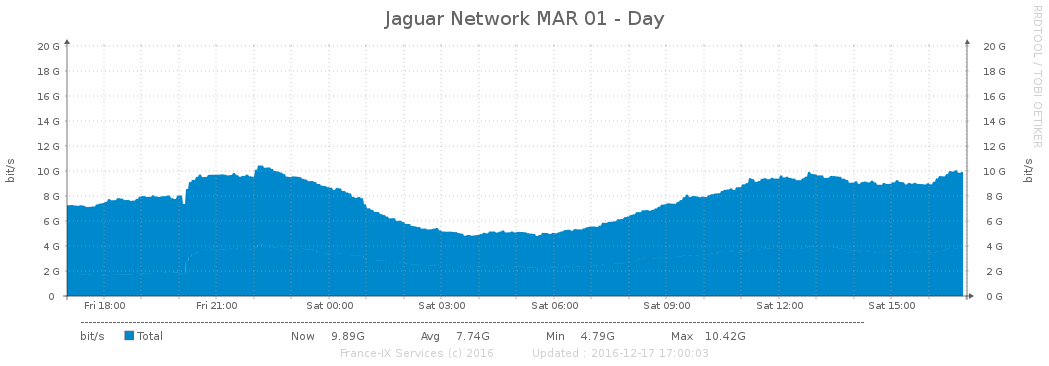 Jaguar Network MAR 01 - Day
RRDTOOL / TOBI OETIKER
bit/s
20 G 20 G
18 G 18 G
16 G 16 G
14 G 14 G
12 G 12 G
10 G 10 G
8 G 8 G
6 G 6 G
4 G 4 G
2 G 2 G
0 0 G
bit/s
Fri 18:00 Fri 21:00 Sat 00:00 Sat 03:00 Sat 06:00 Sat 09:00 Sat 12:00 Sat 15:00
bit/s Total Now 9.89G Avg 7.74G Min 4.79G Max 10.42G
France-IX Services (c) 2016 Updated : 2016-12-17 17:00:03